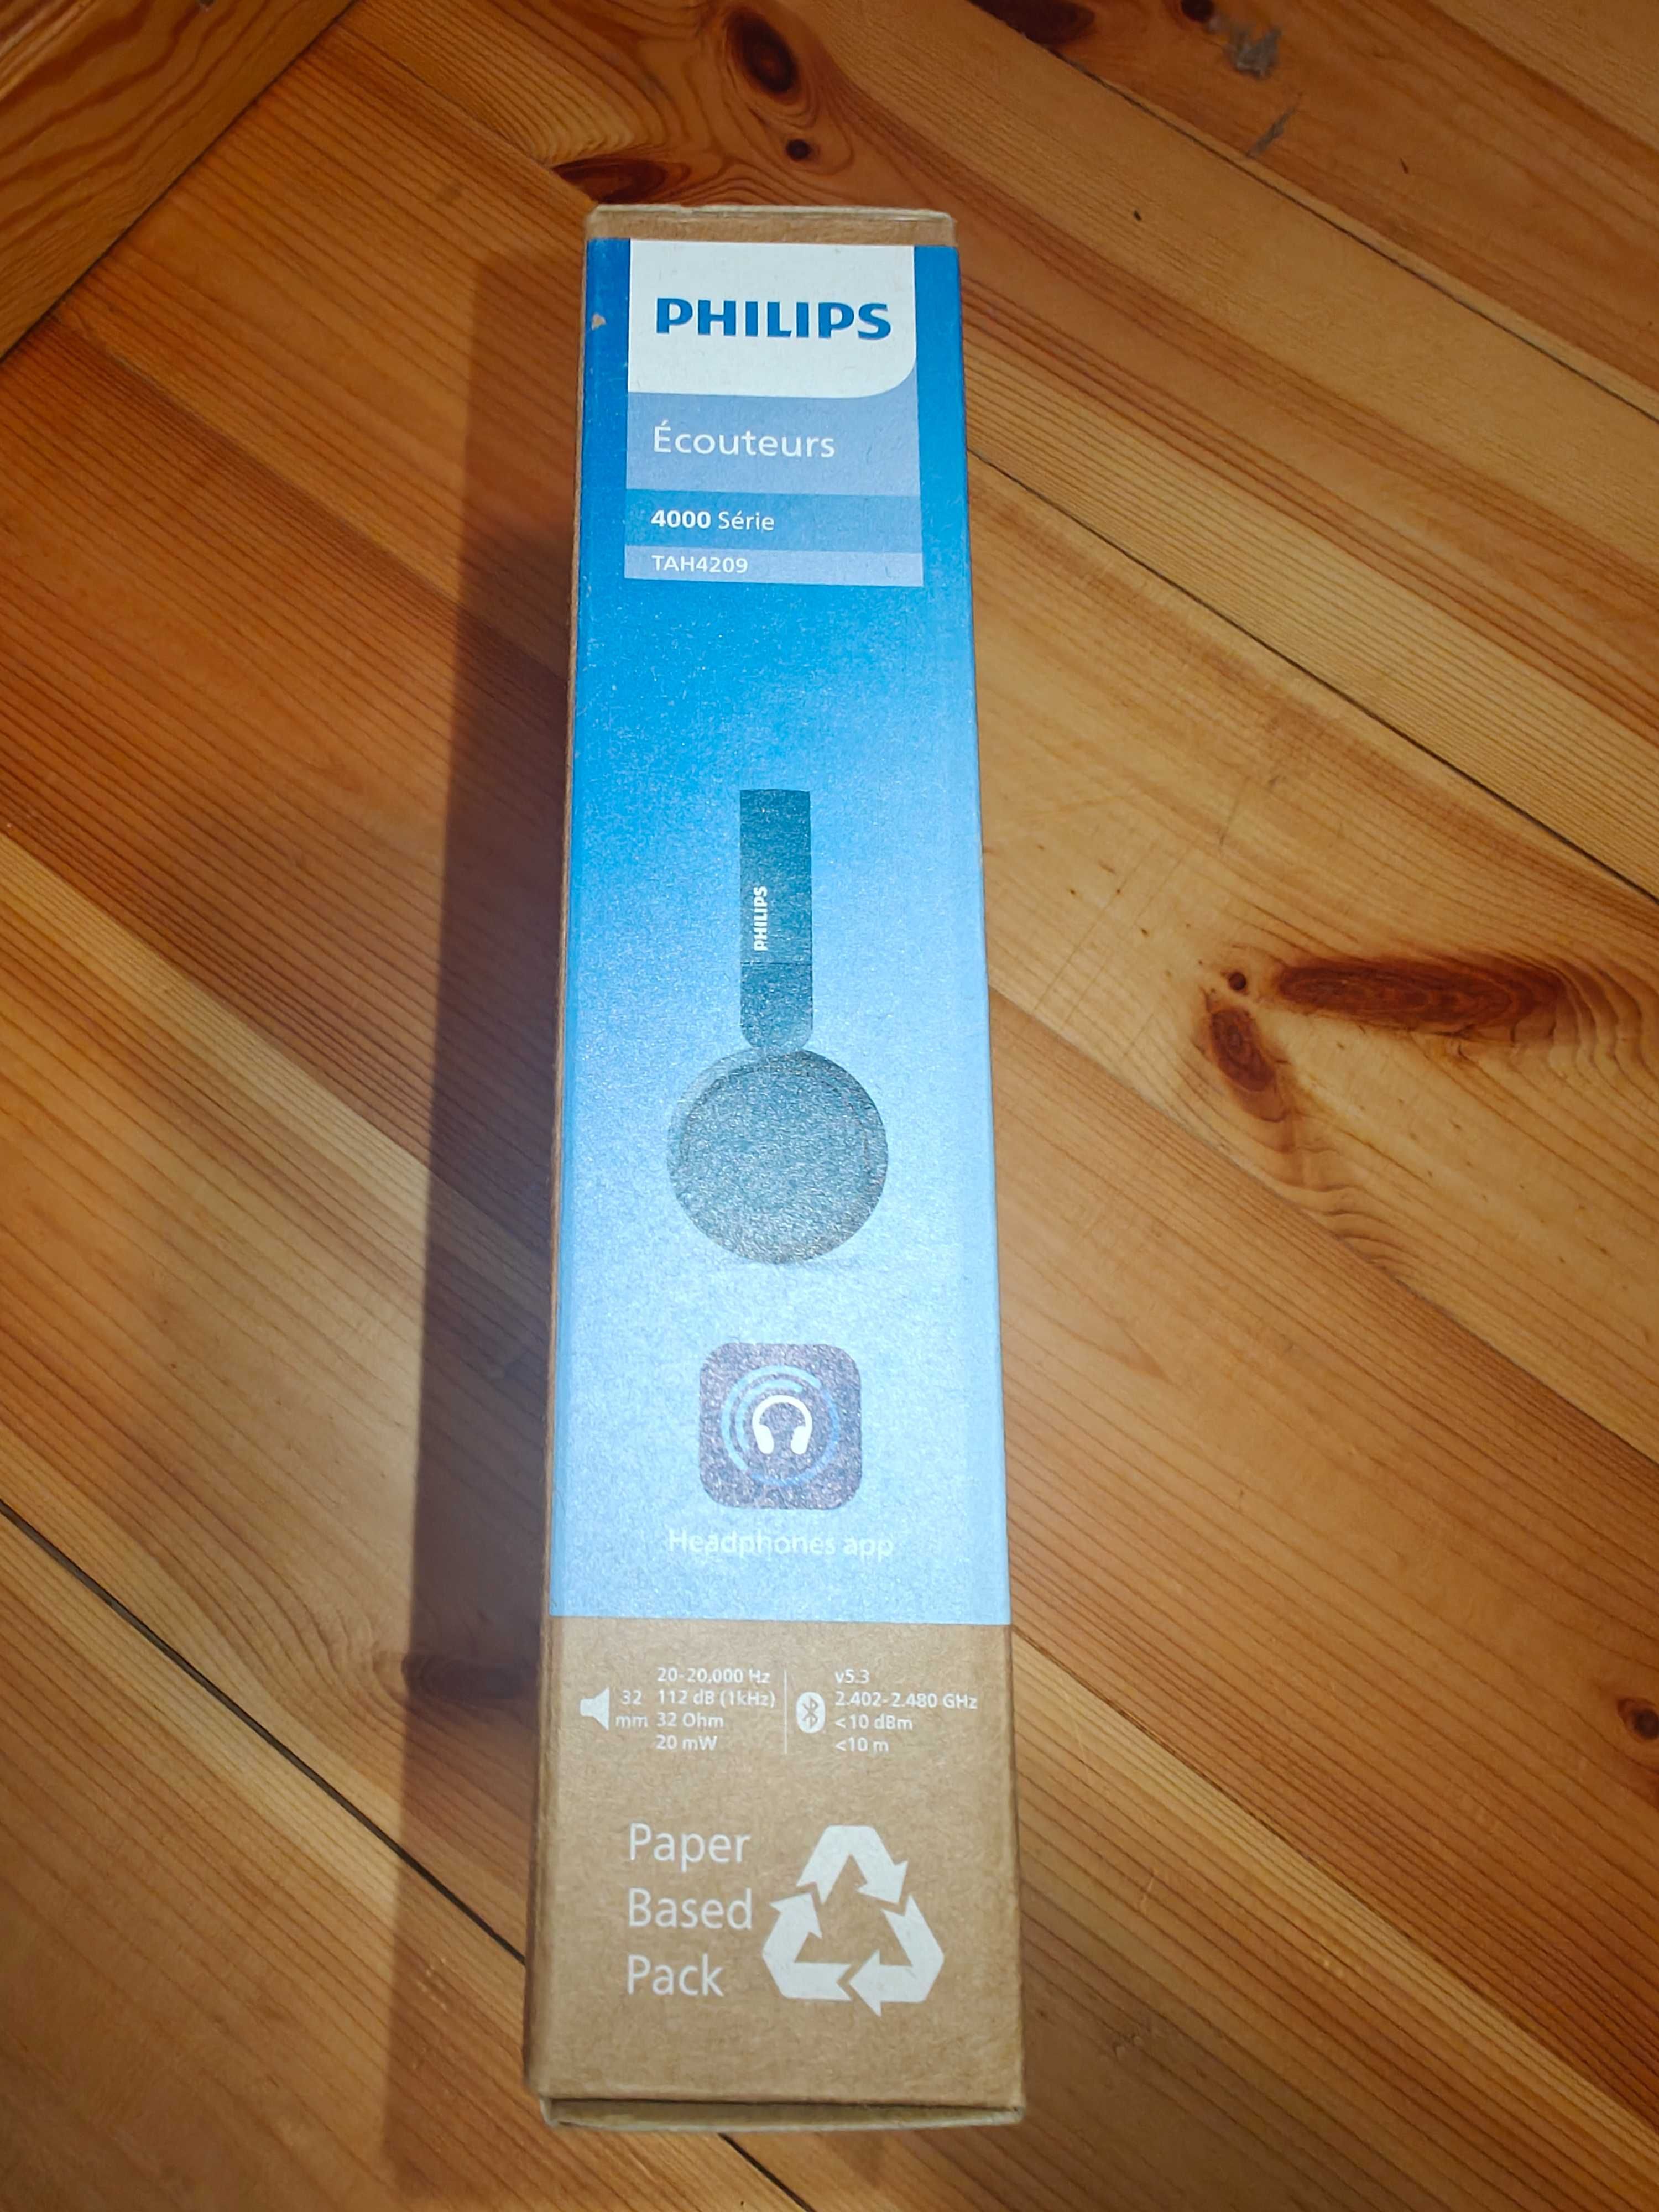 PHILIPS
Écouteurs
4000 Série
TAH4209
PHILIPS
Headphones app
32
mm
20-20,000 Hz
112 dB (1kHz)
32 Ohm
20 mW
v5.3
2.402-2.480 GHz
<10 dBm
<10 m
Paper
Based
Pack